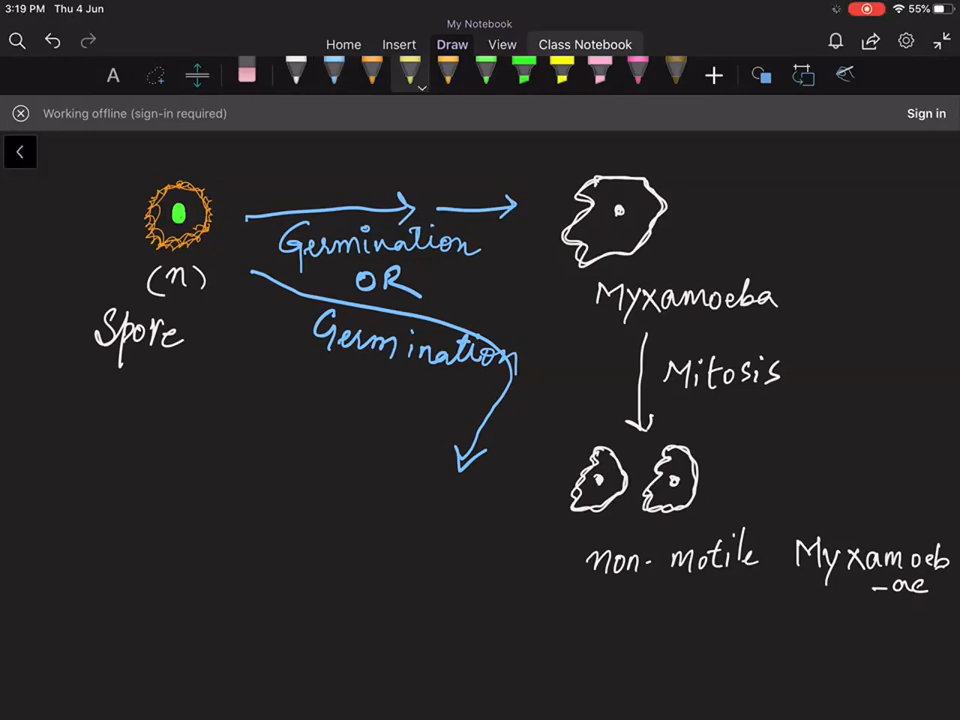 3:19 PM Thu 4 Jun
55%
My Notebook
Home Insert Draw View Class Notebook
A
Working offline (sign-in required) Sign in
Germination
OR
(n)
Spore
Germination
Myxamoeba
Mitosis
non-motile Myxamoeb
-ae